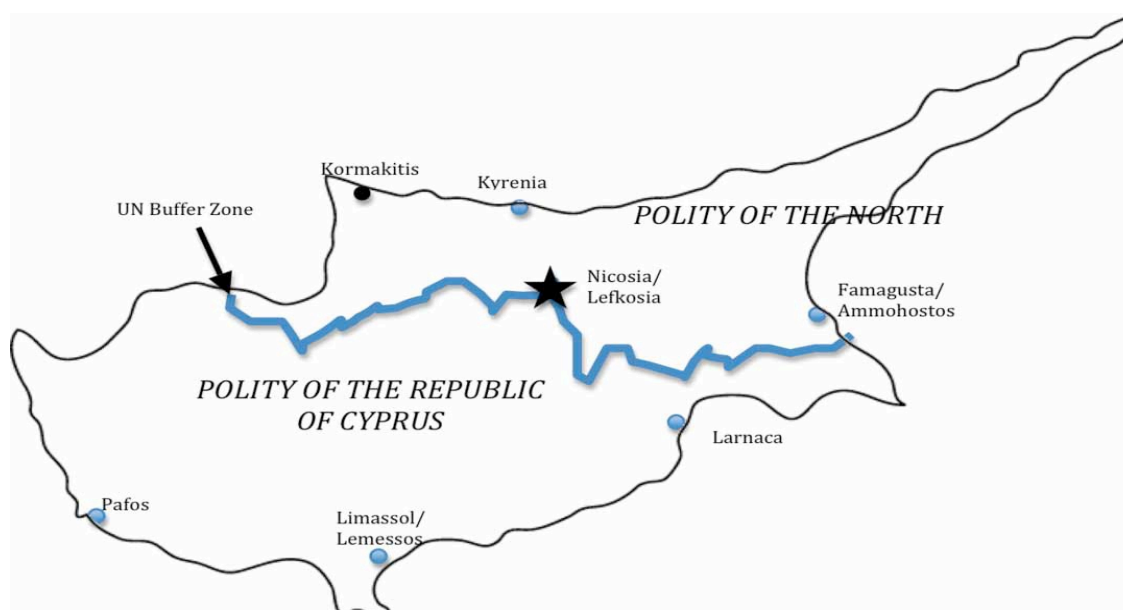 Kormakitis
Kyrenia
UN Buffer Zone
POLITY OF THE NORTH
Nicosia/
Lefkosia
Famagusta/
Ammohostos
POLITY OF THE REPUBLIC
OF CYPRUS
Larnaca
Pafos
Limassol/
Lemessos